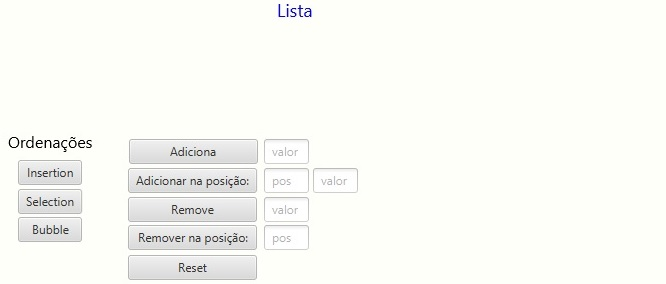 Lista
Ordenações
Insertion
Selection
Bubble
Adiciona valor
Adicionar na posição: pos valor
Remove valor
Remover na posição: pos
Reset